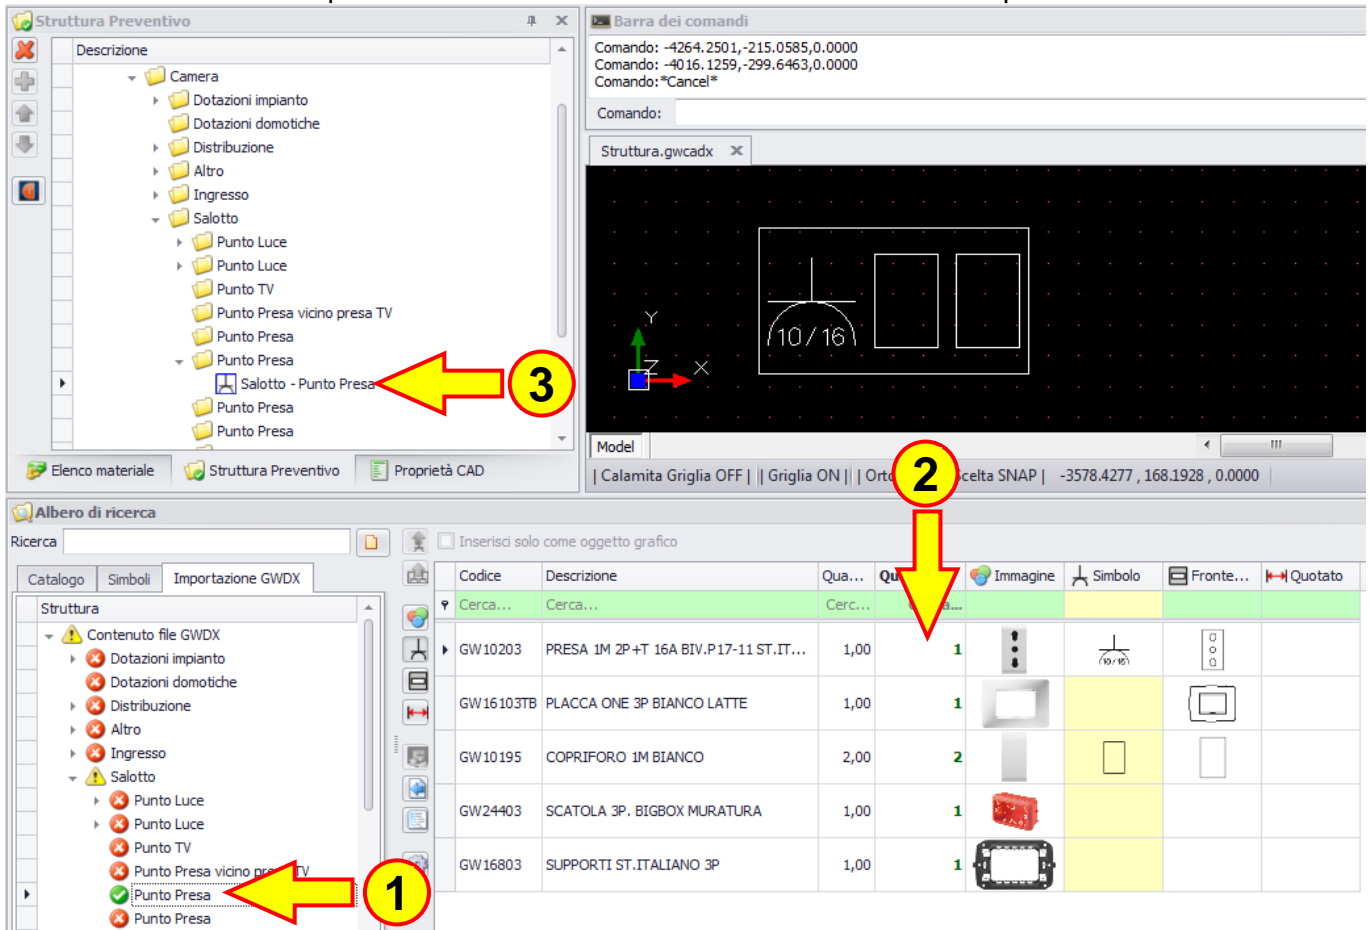 Struttura Preventivo
Descrizione
Camera
Dotazioni impianto
Dotazioni domotiche
Distribuzione
Altro
Ingresso
Salotto
Punto Luce
Punto Luce
Punto TV
Punto Presa vicino presa TV
Punto Presa
Punto Presa
Salotto - Punto Presa
3
Punto Presa
Punto Presa
Elenco materiale
Struttura Preventivo
Proprietà CAD
Barra dei comandi
Comando: -4264.2501,-215.0585,0.0000
Comando: -4016.1259,-299.6463,0.0000
Comando:*Cancel*
Comando:
Struttura.gwcadx
10/16
Y
Z
X
Model
| Calamita Griglia OFF | | Griglia ON | | Orto celta SNAP | -3578.4277 , 168.1928 , 0.0000
2
Albero di ricerca
Ricerca
Catalogo Simboli Importazione GWDX
Struttura
Contenuto file GWDX
Dotazioni impianto
Dotazioni domotiche
Distribuzione
Altro
Ingresso
Salotto
Punto Luce
Punto Luce
Punto TV
Punto Presa vicino TV
Punto Presa
1
Punto Presa
Inserisci solo come oggetto grafico
Codice Descrizione Qua... Immagine Simbolo Fronte... Quotato
Cerca... Cerca... Cerc...
GW10203 PRESA 1M 2P+T 16A BIV.P17-11 ST.IT... 1,00 1 (10/16)
GW16103TB PLACCA ONE 3P BIANCO LATTE 1,00 1
GW10195 COPRIFORO 1M BIANCO 2,00 2
GW24403 SCATOLA 3P. BIGBOX MURATURA 1,00 1
GW16803 SUPPORTI ST.ITALIANO 3P 1,00 1